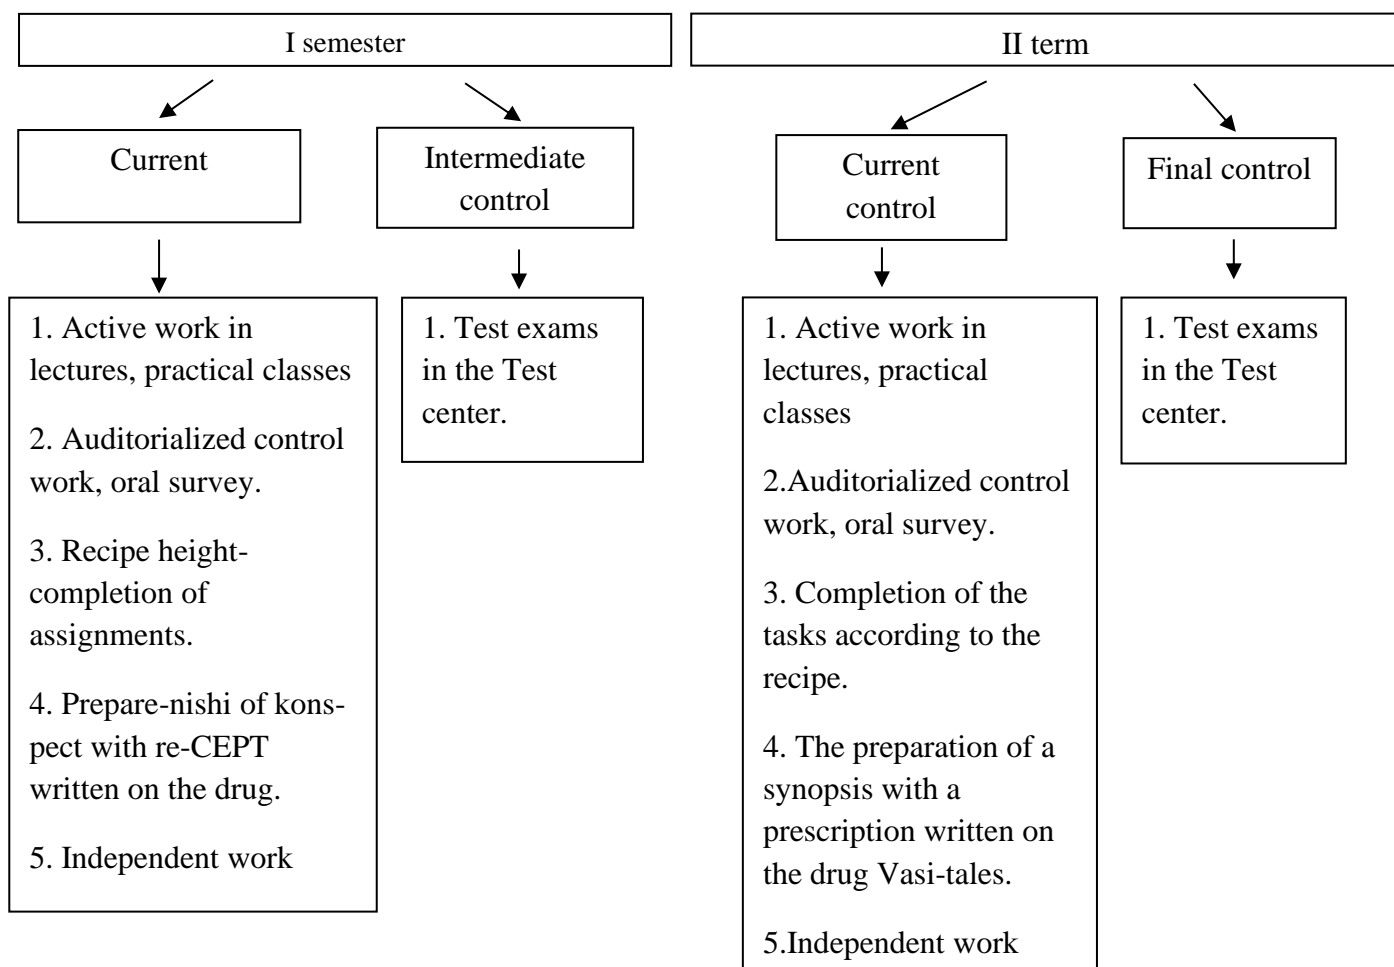 I semester
II term
Current
Intermediate
control
Current
control
Final control
1. Active work in
lectures, practical classes
2. Auditorialized control
work, oral survey.
3. Recipe height-
completion of
assignments.
4. Prepare-nishi of kons-
pect with re-CEPT
written on the drug.
5. Independent work
1. Test exams
in the Test
center.
1. Active work in
lectures, practical
classes
2.Auditorialized control
work, oral survey.
3. Completion of the
tasks according to the
recipe.
4. The preparation of a
synopsis with a
prescription written on
the drug Vasi-tales.
5.Independent work
1. Test exams
in the Test
center.